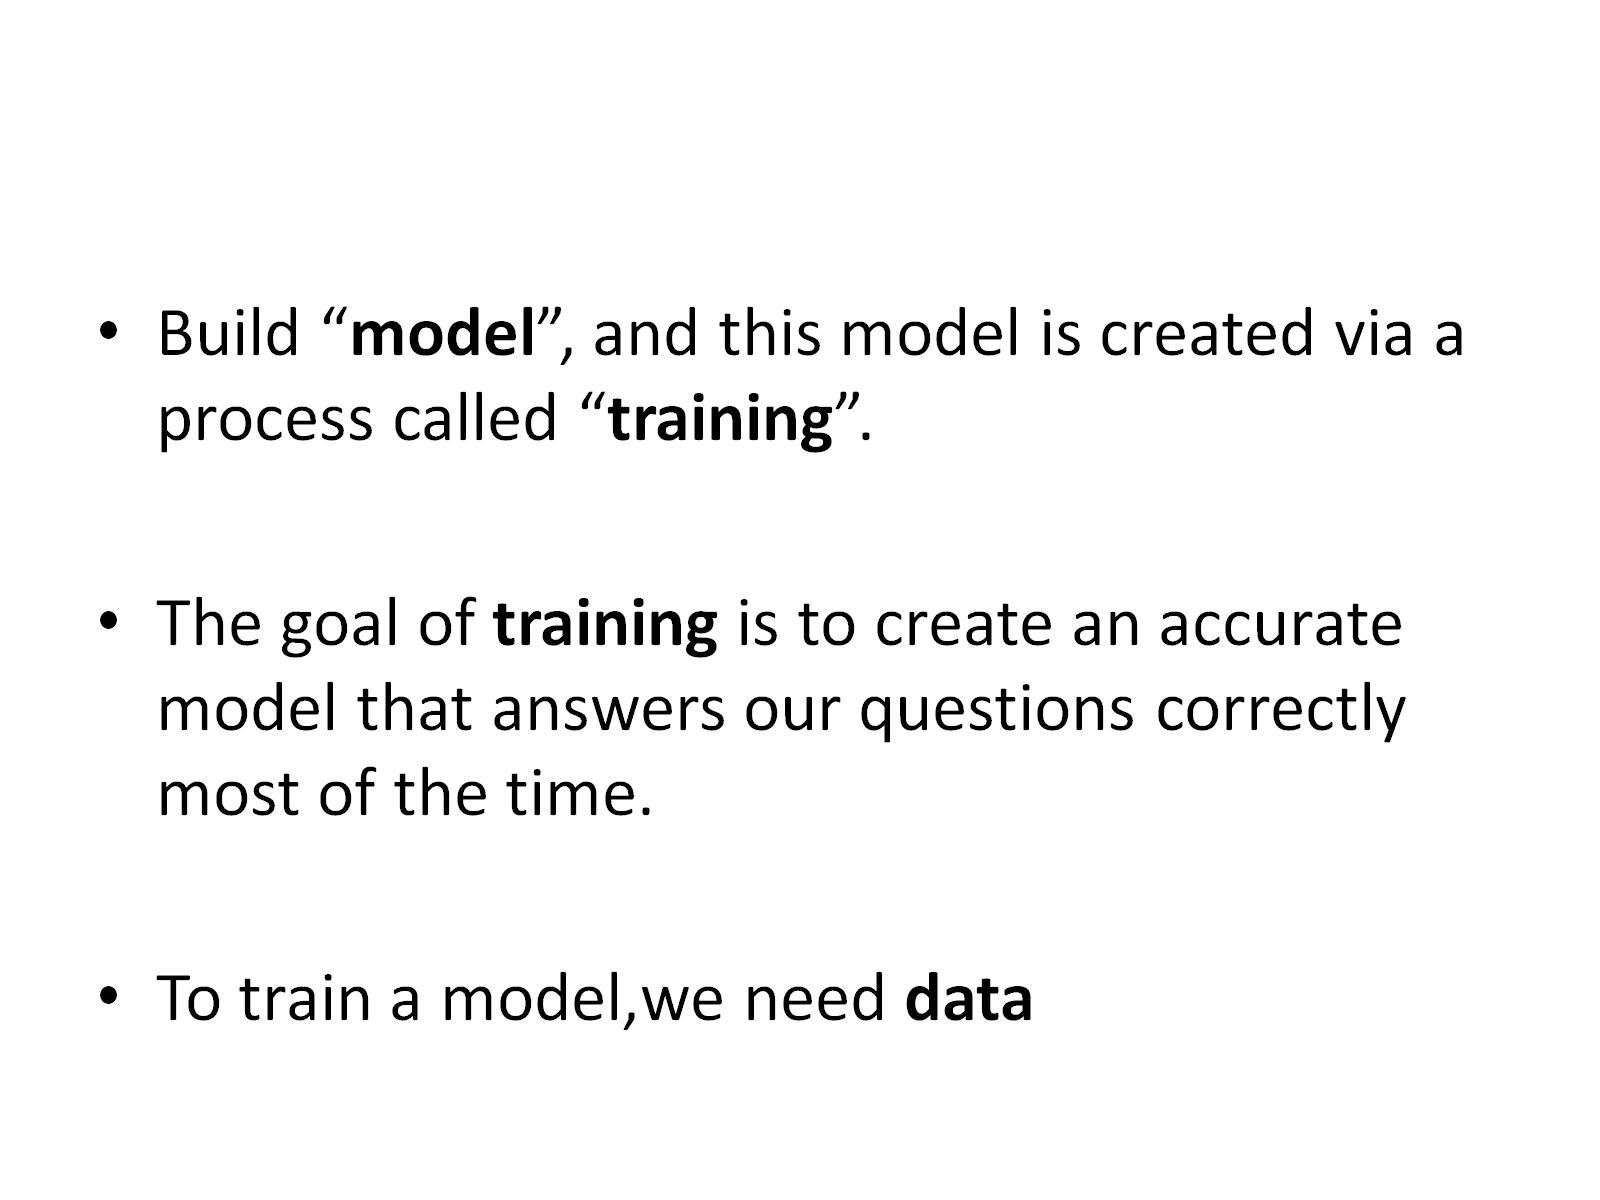 • Build “model”, and this model is created via a
process called “training”.
• The goal of training is to create an accurate
model that answers our questions correctly
most of the time.
• To train a model,we need data